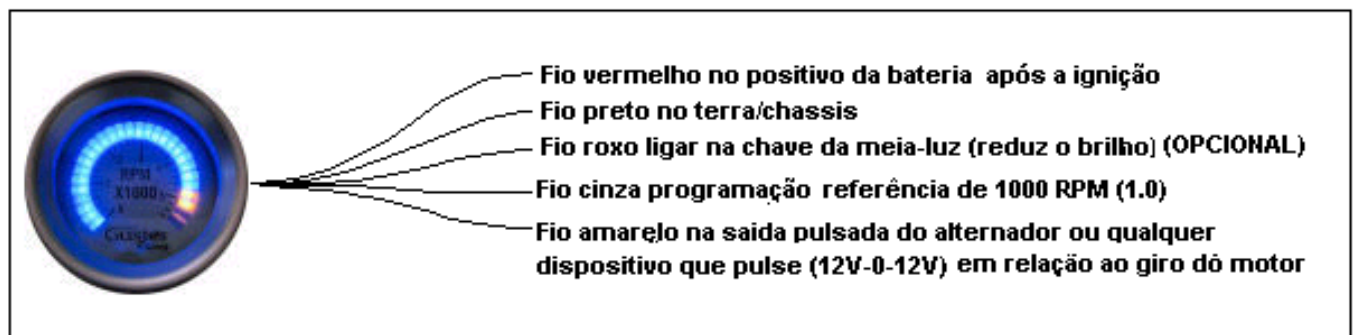 RPM
X1000
Fio vermelho no positivo da bateria após a ignição
Fio preto no terra/chassis
Fio roxo ligar na chave da meia-luz (reduz o brilho) (OPCIONAL)
Fio cinza programação referência de 1000 RPM (1.0)
Fio amarelo na saida pulsada do alternador ou qualquer
dispositivo que pulse (12V-0-12V) em relação ao giro do motor